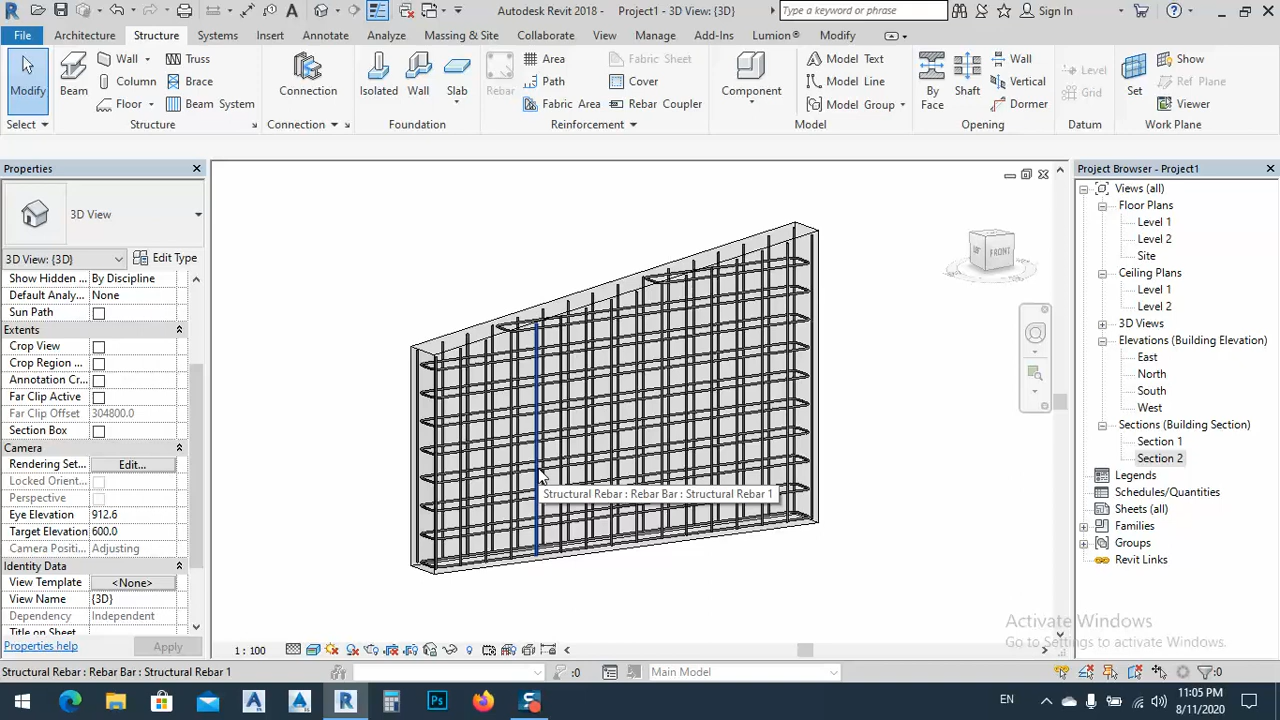 Autodesk Revit 2018 - Project1 - 3D View: {3D}
Type a keyword or phrase
Sign In
File Architecture Structure Systems Insert Annotate Analyze Massing & Site Collaborate View Manage Add-Ins Lumion® Modify
Modify
Select
Beam
Wall
Column
Floor
Truss
Brace
Beam System
Structure
Connection
Connection
Isolated
Wall
Slab
Foundation
Rebar
Area
Path
Fabric Area
Fabric Sheet
Cover
Rebar Coupler
Reinforcement
Component
Model Text
Model Line
Model Group
Model
By Face
Shaft
Wall
Vertical
Dormer
Opening
Level
Grid
Datum
Set
Show
Ref Plane
Viewer
Work Plane
Properties
3D View
3D View: {3D}
Edit Type
Show Hidden ... By Discipline
Default Analy... None
Sun Path
Extents
Crop View
Crop Region ...
Annotation Cr...
Far Clip Active
Far Clip Offset 304800.0
Section Box
Camera
Rendering Set... Edit...
Locked Orient...
Perspective
Eye Elevation 912.6
Target Elevation 600.0
Camera Positi... Adjusting
Identity Data
View Template <None>
View Name {3D}
Dependency Independent
Title on Sheet
Properties help
Apply
FRONT
Structural Rebar : Rebar Bar : Structural Rebar 1
Project Browser - Project1
Views (all)
Floor Plans
Level 1
Level 2
Site
Ceiling Plans
Level 1
Level 2
3D Views
Elevations (Building Elevation)
East
North
South
West
Sections (Building Section)
Section 1
Section 2
Legends
Schedules/Quantities
Sheets (all)
Families
Groups
Revit Links
Activate Windows
Go to Settings to activate Windows.
1 : 100
Structural Rebar : Rebar Bar : Structural Rebar 1
:0
Main Model
:0
EN
11:05 PM
8/11/2020